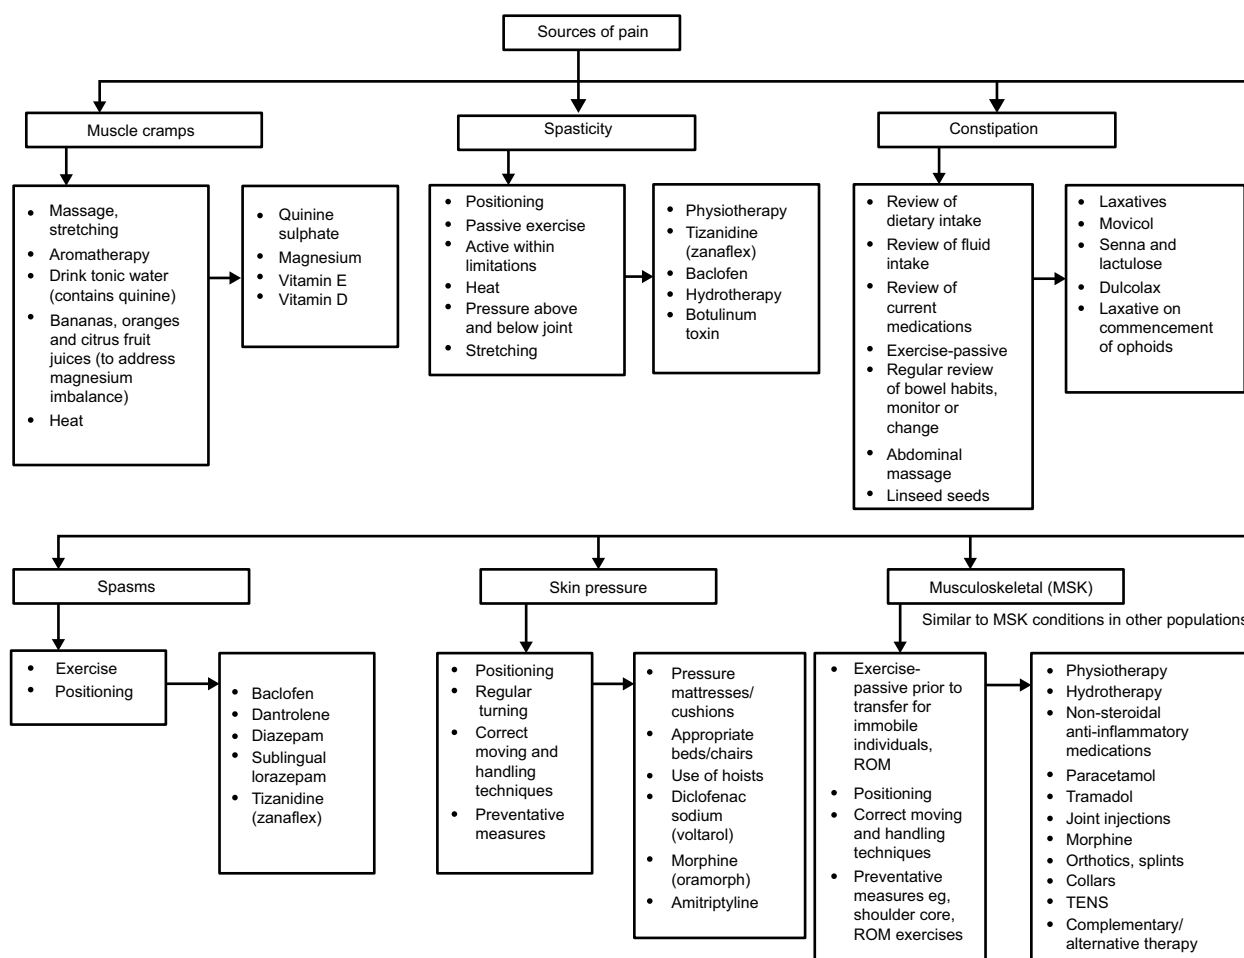 Sources of pain
Muscle cramps
Spasticity
Constipation
• Massage,
stretching
• Aromatherapy
• Drink tonic water
(contains quinine)
• Bananas, oranges
and citrus fruit
juices (to address
magnesium
imbalance)
• Heat
• Quinine
sulphate
• Magnesium
• Vitamin E
• Vitamin D
• Positioning
• Passive exercise
• Active within
limitations
• Heat
• Pressure above
and below joint
• Stretching
• Physiotherapy
• Tizanidine
(zanaflex)
• Baclofen
• Hydrotherapy
• Botulinum
toxin
• Review of
dietary intake
• Review of fluid
intake
• Review of
current
medications
• Exercise-passive
• Regular review
of bowel habits,
monitor or
change
• Abdominal
massage
• Linseed seeds
• Laxatives
• Movicol
• Senna and
lactulose
• Dulcolax
• Laxative on
commencement
of ophoids
Spasms
Skin pressure
Musculoskeletal (MSK)
Similar to MSK conditions in other populations
• Exercise
• Positioning
• Baclofen
• Dantrolene
• Diazepam
• Sublingual
lorazepam
• Tizanidine
(zanaflex)
• Positioning
• Regular
turning
• Correct
moving and
handling
techniques
• Preventative
measures
• Pressure
mattresses/
cushions
• Appropriate
beds/chairs
• Use of hoists
• Diclofenac
sodium
(voltarol)
• Morphine
(oramorph)
• Amitriptyline
• Exercise-
passive prior to
transfer for
immobile
individuals,
ROM
• Positioning
• Correct moving
and handling
techniques
• Preventative
measures eg,
shoulder core,
ROM exercises
• Physiotherapy
• Hydrotherapy
• Non-steroidal
anti-inflammatory
medications
• Paracetamol
• Tramadol
• Joint injections
• Morphine
• Orthotics, splints
• Collars
• TENS
• Complementary/
alternative therapy